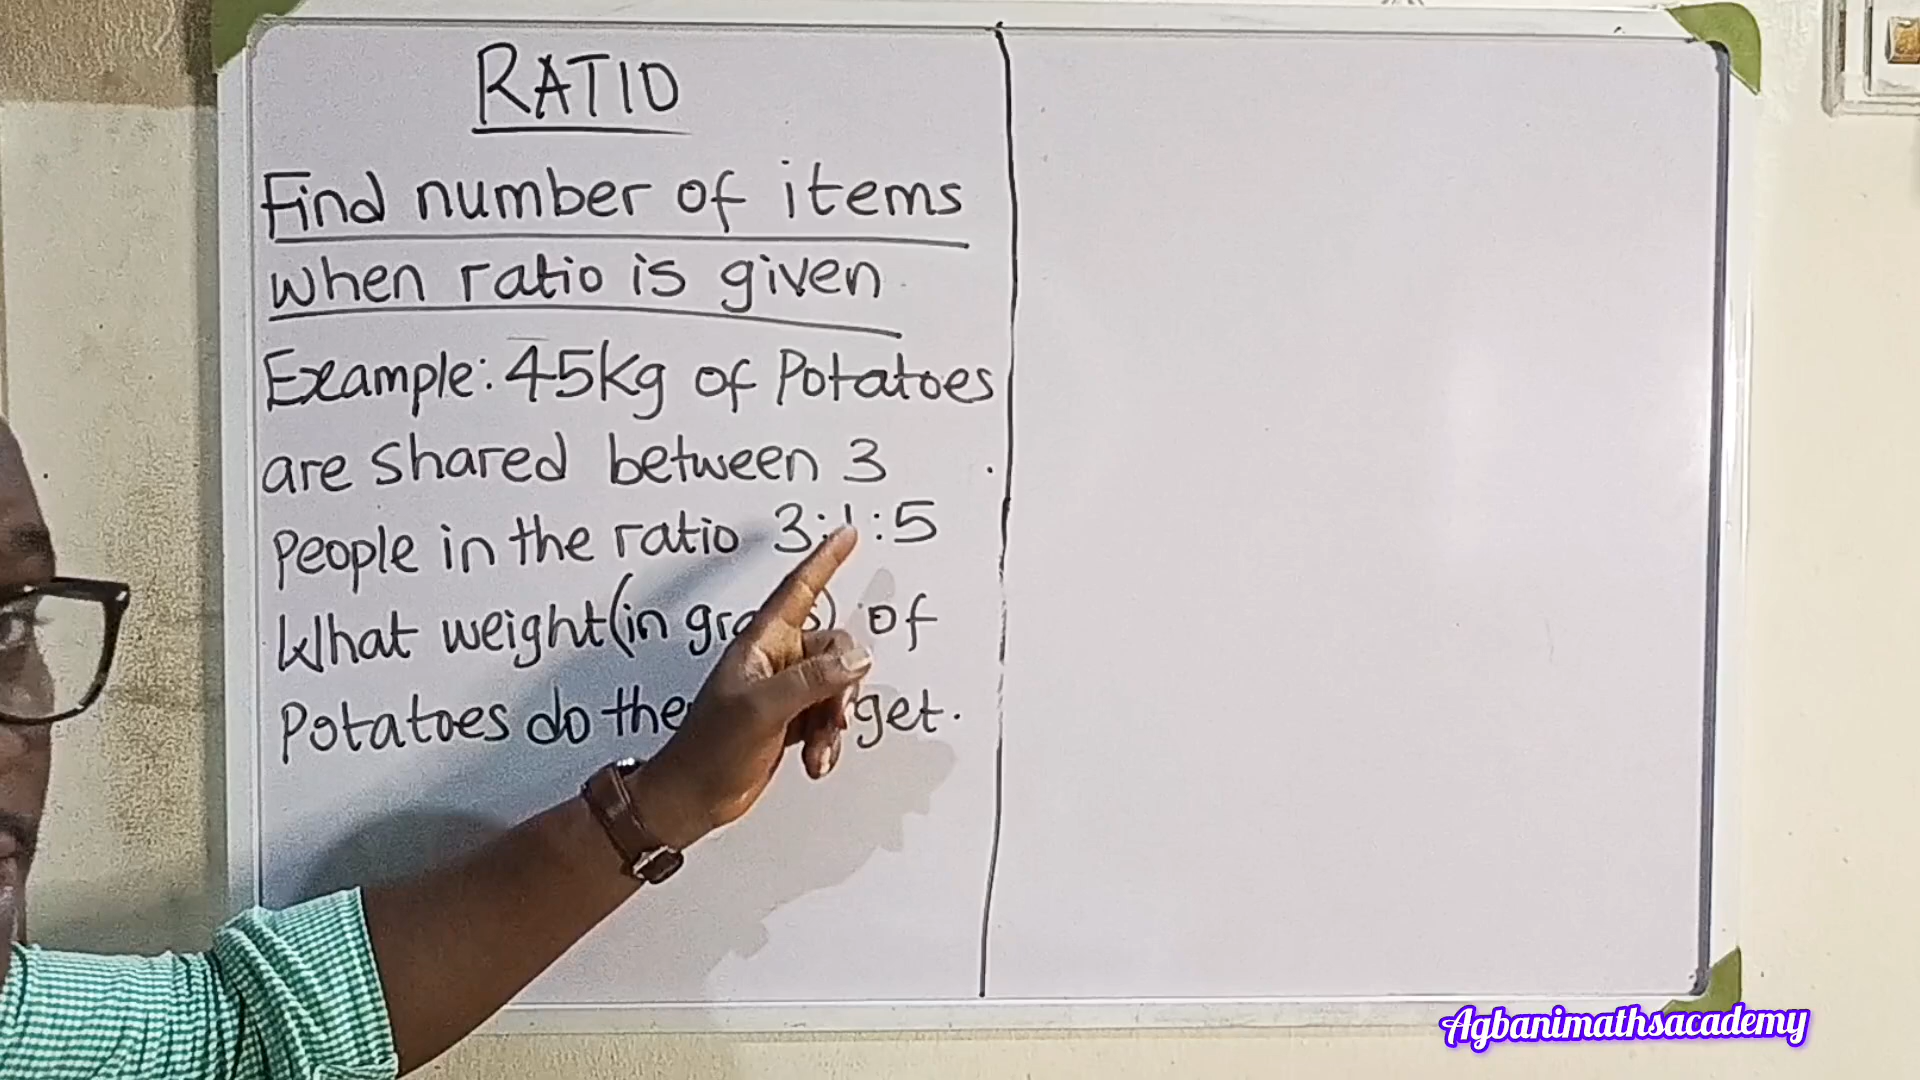 RATIO
Find number of items
when ratio is given
Example: 45kg of Potatoes
are shared between 3
People in the ratio 3:1:5
What weight (in of
Potatoes do get.
Agbanimathsacademy